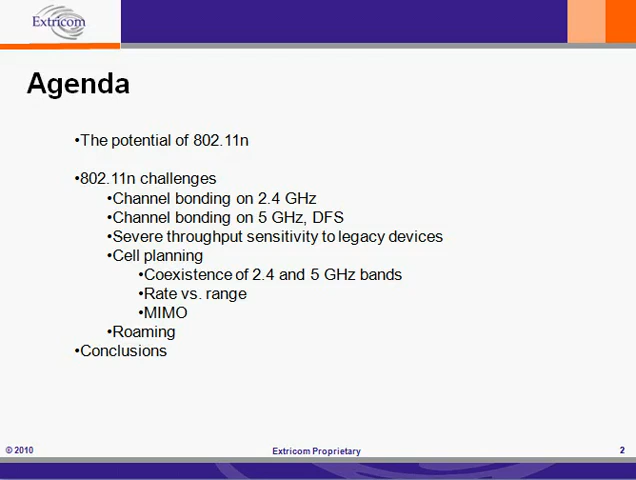 Extricom
Agenda
•The potential of 802.11n
•802.11n challenges
•Channel bonding on 2.4 GHz
•Channel bonding on 5 GHz, DFS
•Severe throughput sensitivity to legacy devices
•Cell planning
•Coexistence of 2.4 and 5 GHz bands
•Rate vs. range
•MIMO
•Roaming
•Conclusions
© 2010
Extricom Proprietary
2